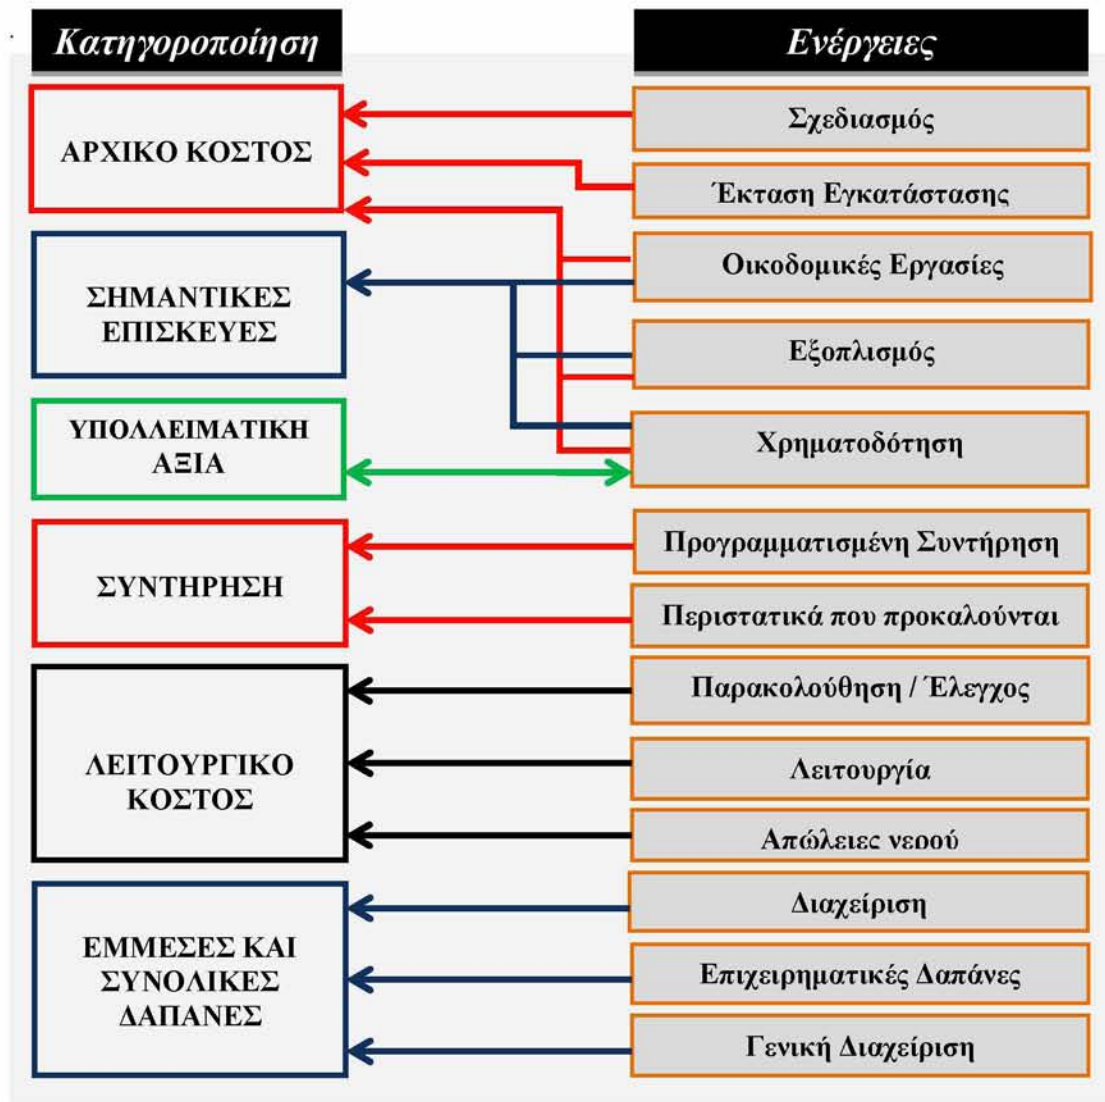 Κατηγοροποίηση
Ενέργειες
ΑΡΧΙΚΟ ΚΟΣΤΟΣ
Σχεδιασμός
Έκταση Εγκατάστασης
ΣΗΜΑΝΤΙΚΕΣ
ΕΠΙΣΚΕΥΕΣ
Οικοδομικές Εργασίες
Εξοπλισμός
ΥΠΟΛΛΕΙΜΑΤΙΚΗ
ΑΞΙΑ
Χρηματοδότηση
ΣΥΝΤΗΡΗΣΗ
Προγραμματισμένη Συντήρηση
Περιστατικά που προκαλούνται
ΛΕΙΤΟΥΡΓΙΚΟ
ΚΟΣΤΟΣ
Παρακολούθηση / Έλεγχος
Λειτουργία
Απώλειες νερού
ΕΜΜΕΣΕΣ ΚΑΙ
ΣΥΝΟΛΙΚΕΣ
ΔΑΠΑΝΕΣ
Διαχείριση
Επιχειρηματικές Δαπάνες
Γενική Διαχείριση